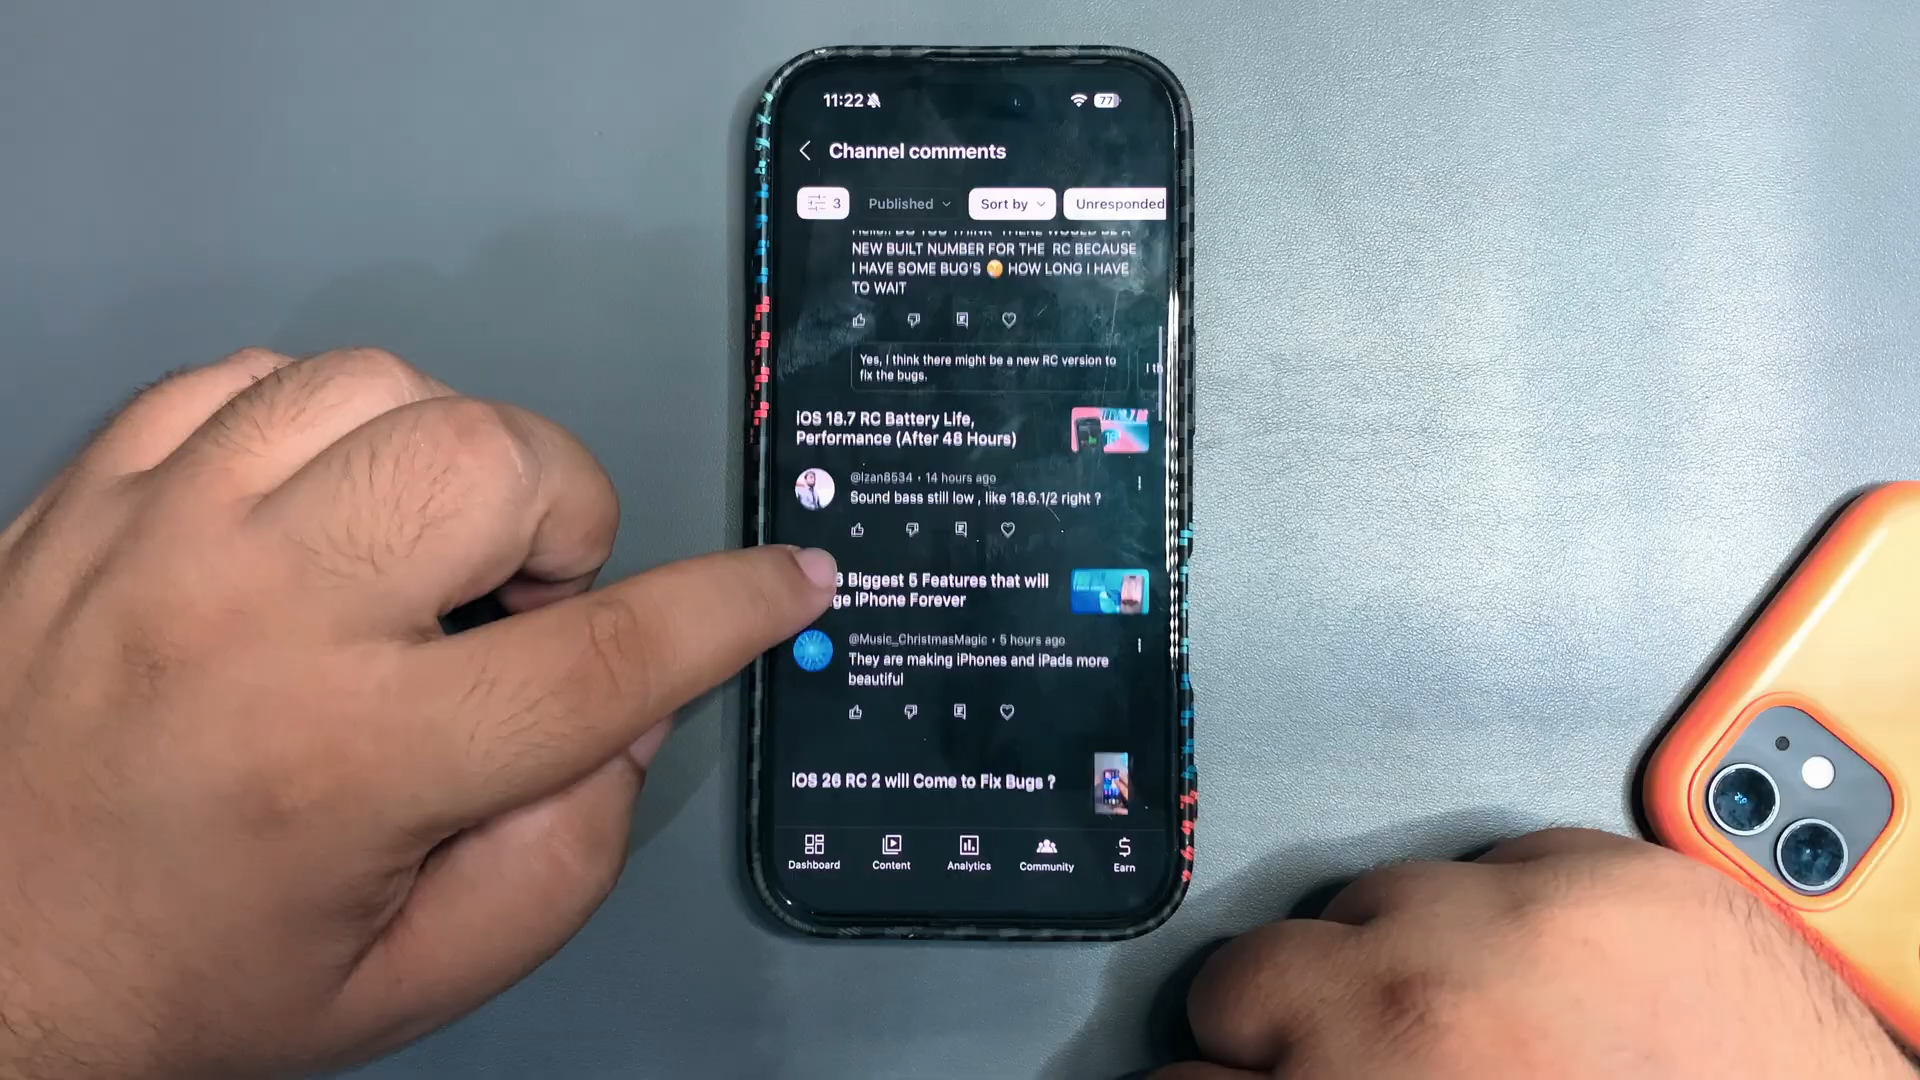 11:22
77
Channel comments
3
Published
Sort by
Unresponded
NEW BUILT NUMBER FOR THE RC BECAUSE
I HAVE SOME BUG'S 🫣 HOW LONG I HAVE
TO WAIT
Yes, I think there might be a new RC version to
fix the bugs.
I th
iOS 18.7 RC Battery Life,
Performance (After 48 Hours)
@Izan8534 • 14 hours ago
Sound bass still low , like 18.6.1/2 right ?
6 Biggest 5 Features that will
ge iPhone Forever
@Music_ChristmasMagic • 5 hours ago
They are making iPhones and iPads more
beautiful
iOS 26 RC 2 will Come to Fix Bugs ?
Dashboard
Content
Analytics
Community
Earn